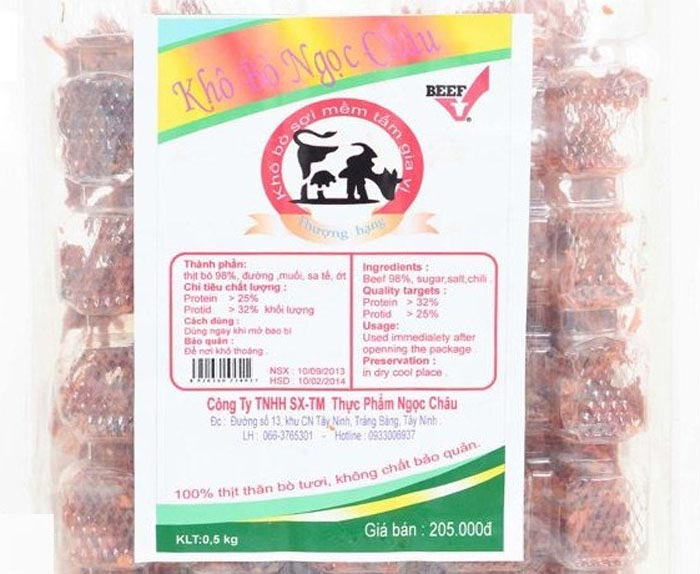 Khô Bò Ngọc Châu
BEEF
®
Khô bò sợi mềm tẩm gia vị
Thượng hặng
Thành phần:
thịt bò 98%, đường ,muối, sa tế, ớt
Chỉ tiêu chất lượng :
Protein > 25%
Protid > 32% khối lượng
Cách dùng :
Dùng ngay khi mở bao bì
Bảo quản :
Để nơi khô thoáng .
NSX : 10/09/2013
HSD : 10/02/2014
Ingredients :
Beef 98%, sugar,salt,chili .
Quality targets :
Protein > 32%
Protid > 25%
Usage:
Used immedialety after
openning the package .
Preservation :
in dry cool place .
Công Ty TNHH SX-TM Thực Phẩm Ngọc Châu
Đc : Đường số 13, khu CN Tây Ninh, Trảng Bàng, Tây Ninh .
LH : 066-3765301 - Hotline : 0933006937
100% thịt thăn bò tươi, không chất bảo quản.
KLT:0,5 kg
Giá bán : 205.000đ